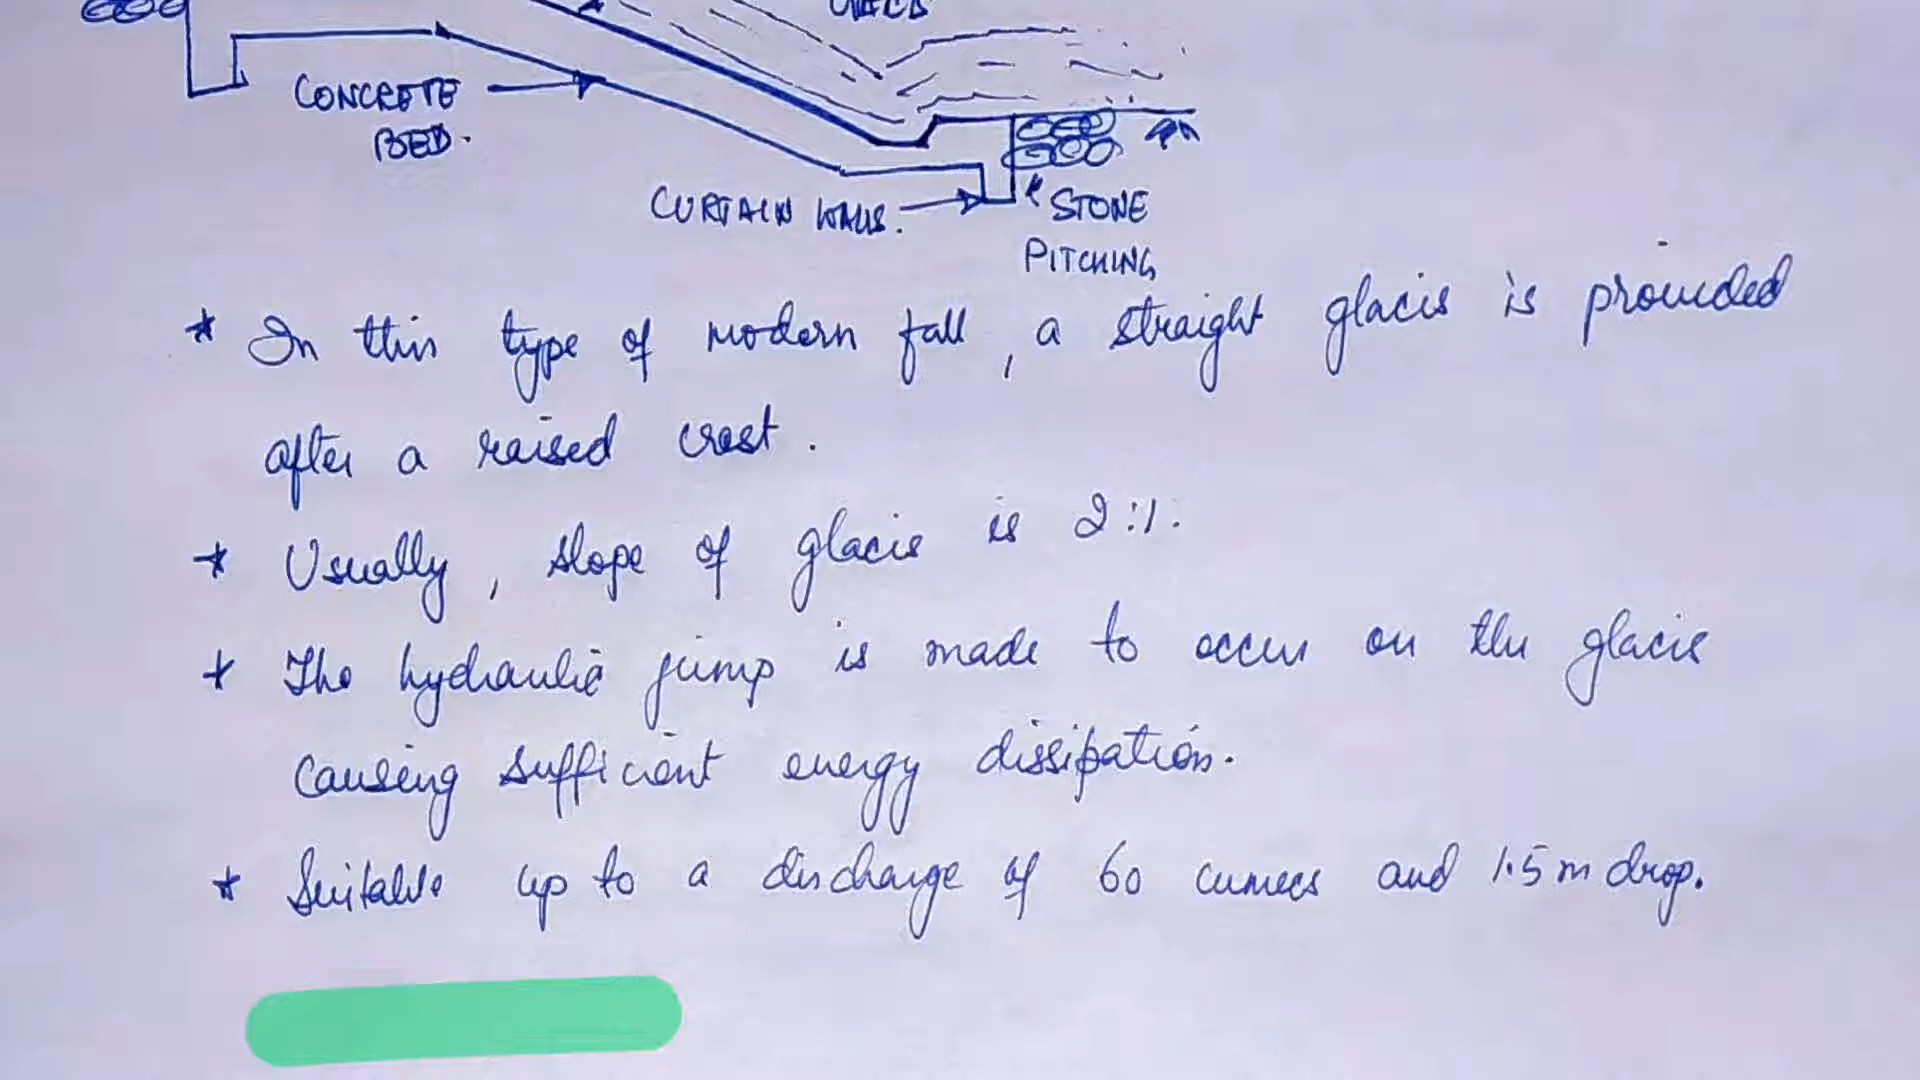 CONCRETE
BED.
CURTAIN WALLS.
STONE
PITCHING
* In this type of modern fall, a straight glacis is provided
after a raised crest.
* Usually, slope of glacis is 2:1.
* The hydraulic jump is made to occur on the glacis
causing sufficient energy dissipation.
* Suitable up to a discharge of 60 cumecs and 1.5m drop.